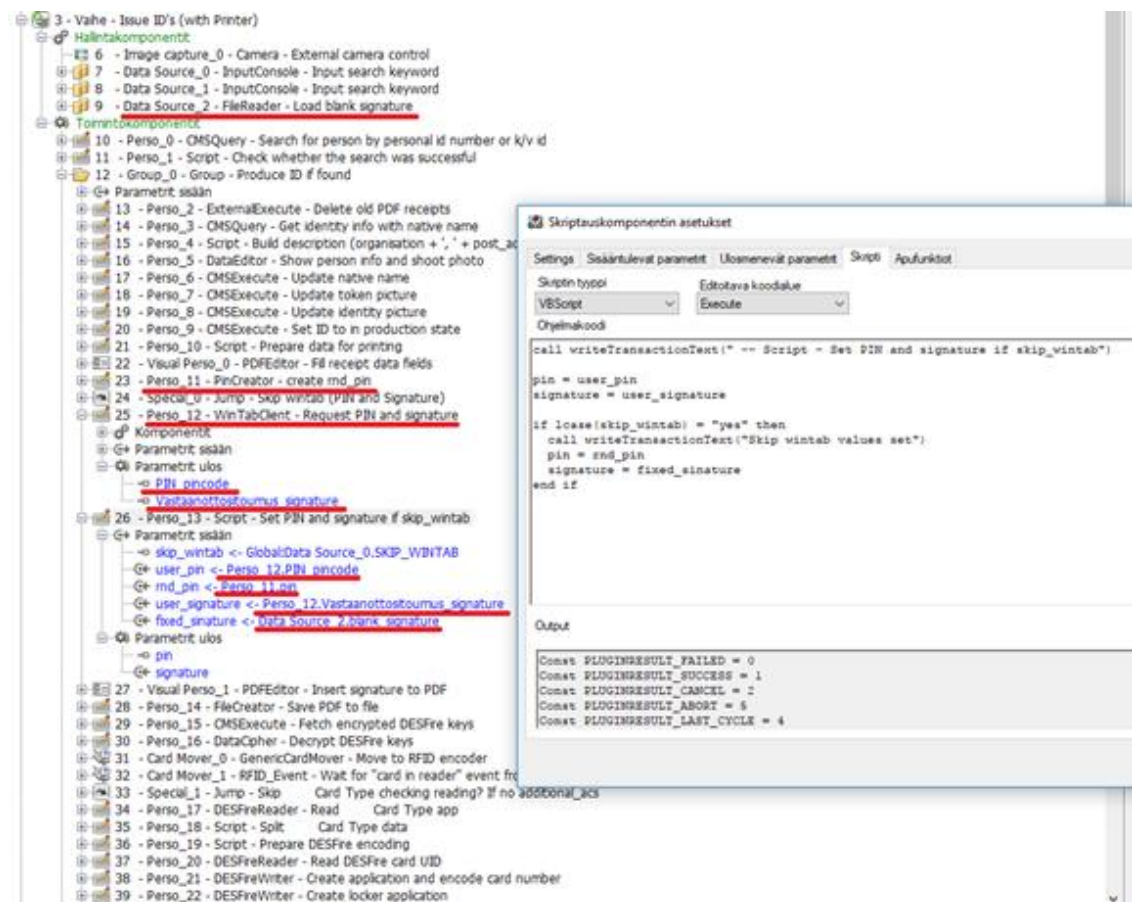 3 - Vaihe - Issue ID's (with Printer)
Hallintakomponentit
6 - Image capture_0 - Camera - External camera control
7 - Data Source_0 - InputConsole - Input search keyword
8 - Data Source_1 - InputConsole - Input search keyword
9 - Data Source_2 - FileReader - Load blank signature
Toimintokomponentit
10 - Perso_0 - CMSQuery - Search for person by personal id number or k/v id
11 - Perso_1 - Script - Check whether the search was successful
12 - Group_0 - Group - Produce ID if found
Parametrit sisään
13 - Perso_2 - ExternalExecute - Delete old PDF receipts
14 - Perso_3 - CMSQuery - Get identity info with native name
15 - Perso_4 - Script - Build description (organisation + ', ' + post_ac
16 - Perso_5 - DataEditor - Show person info and shoot photo
17 - Perso_6 - CMSExecute - Update native name
18 - Perso_7 - CMSExecute - Update token picture
19 - Perso_8 - CMSExecute - Update identity picture
20 - Perso_9 - CMSExecute - Set ID to in production state
21 - Perso_10 - Script - Prepare data for printing
22 - Visual Perso_0 - PDFEditor - Fill receipt data fields
23 - Perso_11 - PinCreator - create rnd_pin
24 - Special_0 - Jump - Skip wintab (PIN and Signature)
25 - Perso_12 - WinTabClient - Request PIN and signature
Komponentit
Parametrit sisään
Parametrit ulos
PIN_pincode
Vastaanottositoumus_signature
26 - Perso_13 - Script - Set PIN and signature if skip_wintab
Parametrit sisään
skip_wintab <- Global:Data Source_0.SKIP_WINTAB
user_pin <- Perso_12.PIN_pincode
rnd_pin <- Perso_11.pin
user_signature <- Perso_12.Vastaanottositoumus_signature
fixed_sinature <- Data Source_2.blank_signature
Parametrit ulos
pin
signature
27 - Visual Perso_1 - PDFEditor - Insert signature to PDF
28 - Perso_14 - FileCreator - Save PDF to file
29 - Perso_15 - CMSExecute - Fetch encrypted DESFire keys
30 - Perso_16 - DataCipher - Decrypt DESFire keys
31 - Card Mover_0 - GenericCardMover - Move to RFID encoder
32 - Card Mover_1 - RFID_Event - Wait for "card in reader" event fro
33 - Special_1 - Jump - Skip Card Type checking reading? If no additional_acs
34 - Perso_17 - DESFireReader - Read Card Type app
35 - Perso_18 - Script - Split Card Type data
36 - Perso_19 - Script - Prepare DESFire encoding
37 - Perso_20 - DESFireReader - Read DESFire card UID
38 - Perso_21 - DESFireWriter - Create application and encode card number
39 - Perso_22 - DESFireWriter - Create locker application
Skriptauskomponentin asetukset
Settings Sisääntulevat parametrit Ulosmenevät parametrit Skripti Apufunktiot
Skriptin tyyppi Editoitava koodialue
VBScript Execute
Ohjelmakoodi
call writeTransactionText(" -- Script - Set PIN and signature if skip_wintab")
pin = user_pin
signature = user_signature
if lcase(skip_wintab) = "yes" then
call writeTransactionText("Skip wintab values set")
pin = rnd_pin
signature = fixed_sinature
end if
Output
Const PLUGINRESULT_FAILED = 0
Const PLUGINRESULT_SUCCESS = 1
Const PLUGINRESULT_CANCEL = 2
Const PLUGINRESULT_ABORT = 5
Const PLUGINRESULT_LAST_CYCLE = 4